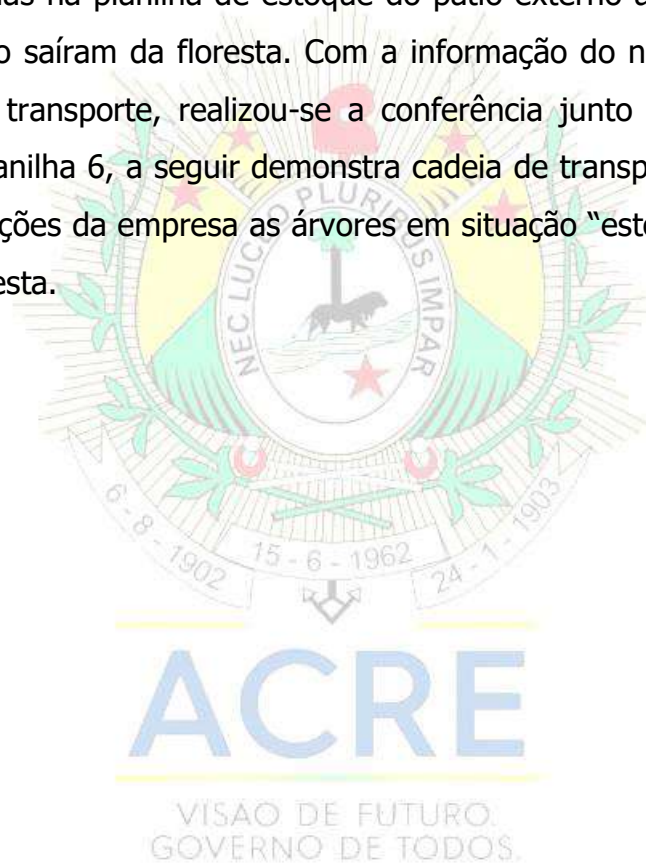 na planilha de estoque do pátio externo
o saíram da floresta. Com a informação do n
transporte, realizou-se a conferência junto
anilha 6, a seguir demonstra cadeia de transp
ções da empresa as árvores em situação “est
esta.
NEC LUCEO PLURIBUS IMPAR
6 - 8 - 1902
15 - 6 - 1962
24 - 1 - 1903
ACRE
VISAO DE FUTURO.
GOVERNO DE TODOS.